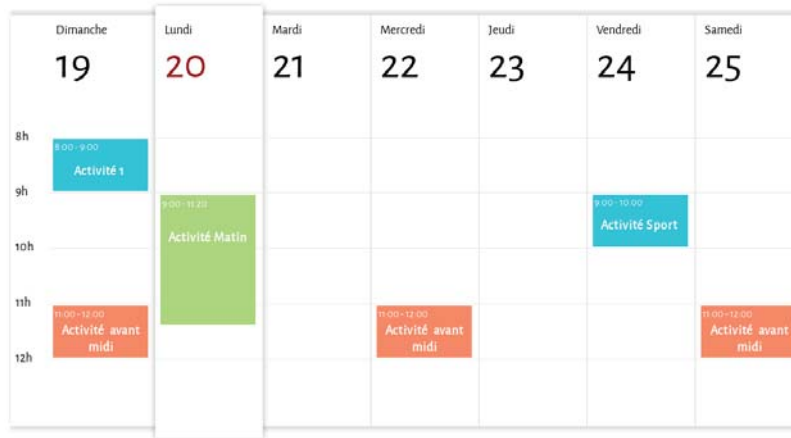 Dimanche
19
Lundi
20
Mardi
21
Mercredi
22
Jeudi
23
Vendredi
24
Samedi
25
8h
9h
10h
11h
12h
8:00 - 9:00
Activité 1
11:00 - 12:00
Activité avant
midi
9:00 - 11:20
Activité Matin
11:00 - 12:00
Activité avant
midi
9:00 - 10:00
Activité Sport
11:00 - 12:00
Activité avant
midi